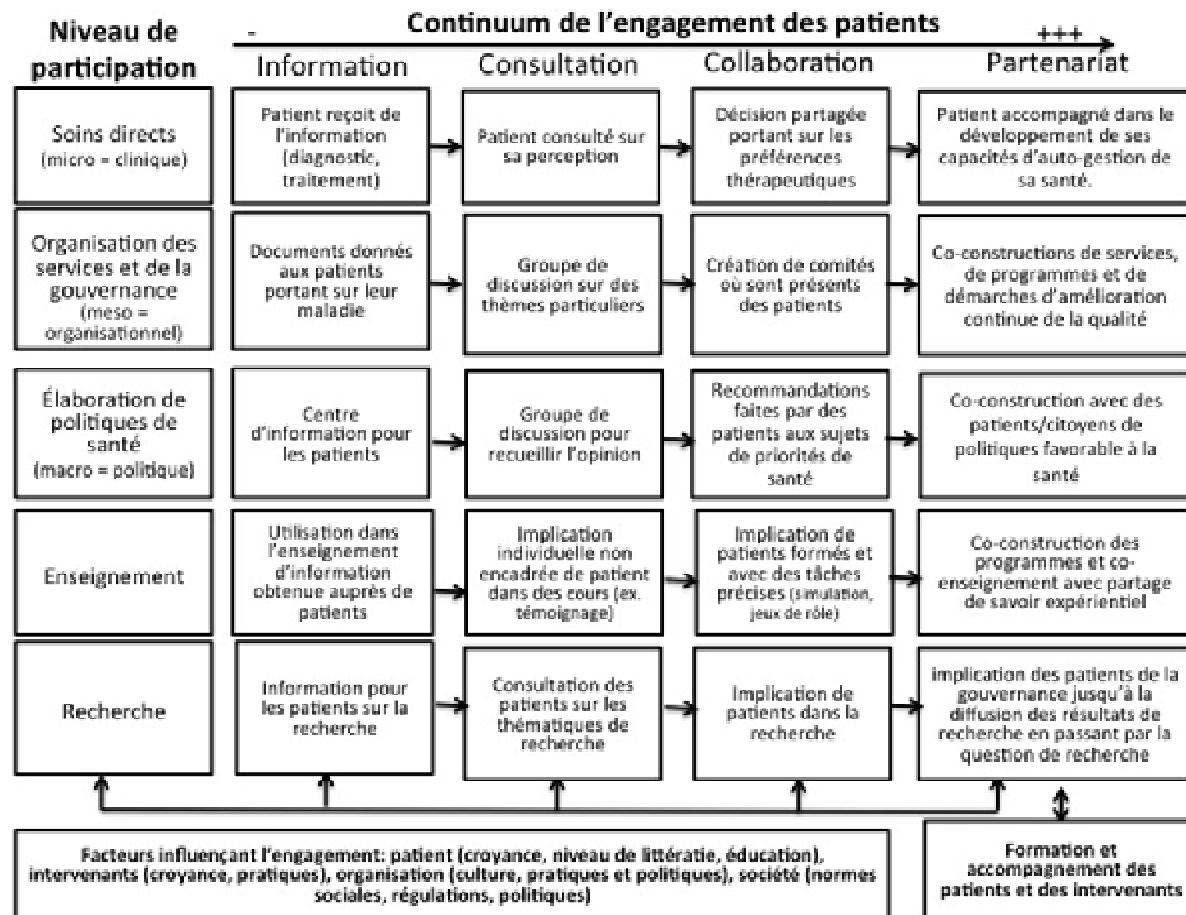 Niveau de
participation
Continuum de l'engagement des patients
-
+++
Information
Consultation
Collaboration
Partenariat
Soins directs
(micro = clinique)
Patient reçoit de
l'information
(diagnostic,
traitement)
Patient consulté sur
sa perception
Décision partagée
portant sur les
préférences
thérapeutiques
Patient accompagné dans le
développement de ses
capacités d'auto-gestion de
sa santé.
Organisation des
services et de la
gouvernance
(meso =
organisationnel)
Documents donnés
aux patients
portant sur leur
maladie
Groupe de
discussion sur des
thèmes particuliers
Création de comités
où sont présents
des patients
Co-constructions de services,
de programmes et de
démarches d'amélioration
continue de la qualité
Élaboration de
politiques de
santé
(macro = politique)
Centre
d'information pour
les patients
Groupe de
discussion pour
recueillir l'opinion
Recommandations
faites par des
patients aux sujets
de priorités de
santé
Co-construction avec des
patients/citoyens de
politiques favorable à la
santé
Enseignement
Utilisation dans
l'enseignement
d'information
obtenue auprès de
patients
Implication
individuelle non
encadrée de patient
dans des cours (ex.
témoignage)
Implication de
patients formés et
avec des tâches
précises (simulation,
jeux de rôle)
Co-construction des
programmes et co-
enseignement avec partage
de savoir expérientiel
Recherche
Information pour
les patients sur la
recherche
Consultation des
patients sur les
thématiques de
recherche
Implication de
patients dans la
recherche
implication des patients de la
gouvernance jusqu'à la
diffusion des résultats de
recherche en passant par la
question de recherche
Facteurs influençant l'engagement: patient (croyance, niveau de littératie, éducation),
intervenants (croyance, pratiques), organisation (culture, pratiques et politiques), société (normes
sociales, régulations, politiques)
Formation et
accompagnement des
patients et des intervenants